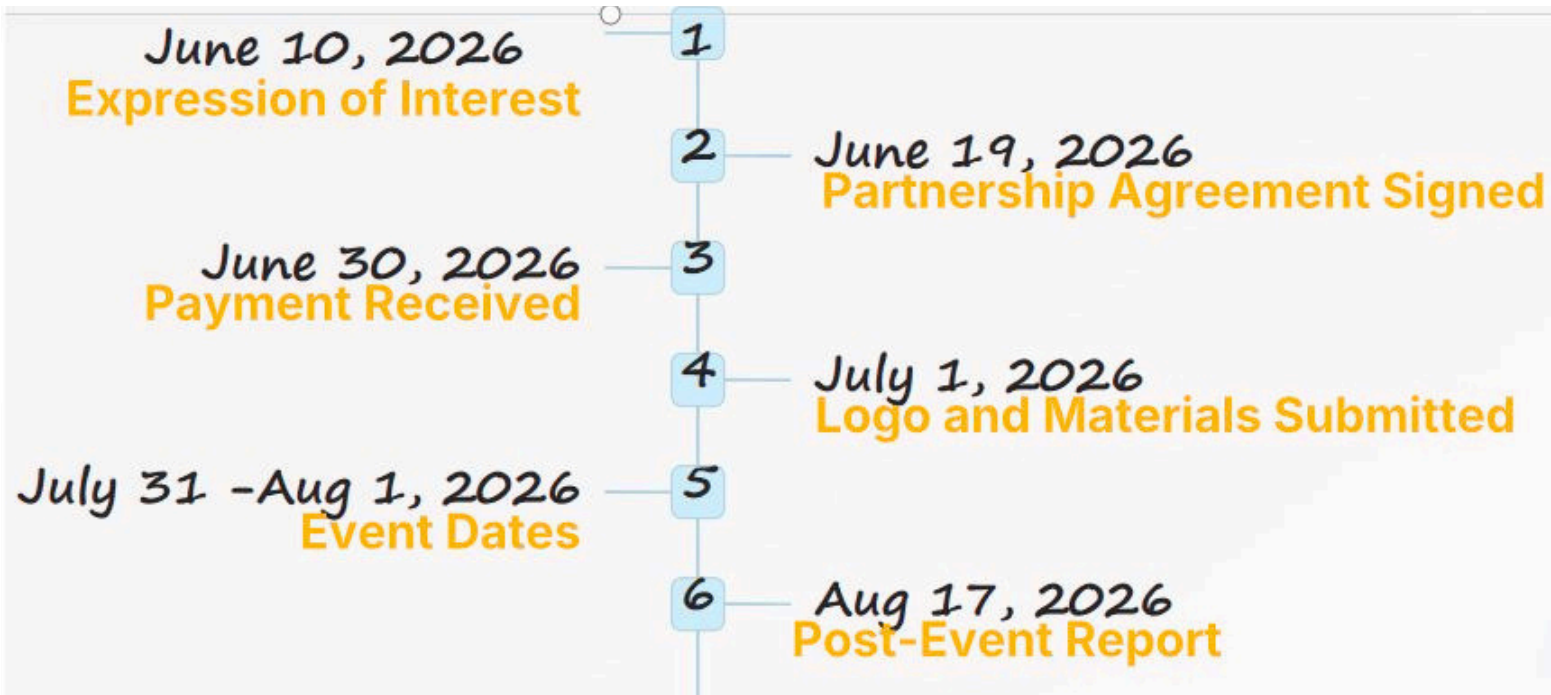 1
June 10, 2026
Expression of Interest
2
June 19, 2026
Partnership Agreement Signed
3
June 30, 2026
Payment Received
4
July 1, 2026
Logo and Materials Submitted
5
July 31 -Aug 1, 2026
Event Dates
6
Aug 17, 2026
Post-Event Report